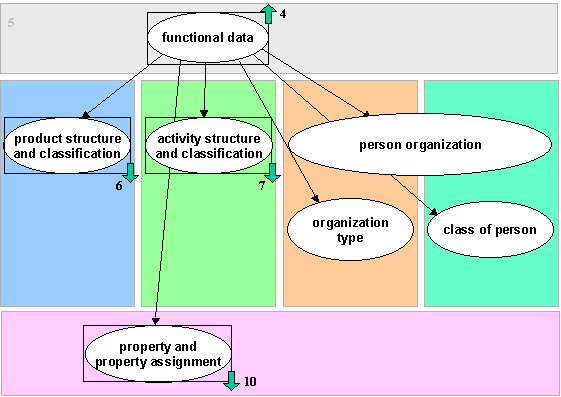 5
4
functional data
product structure
and classification
6
activity structure
and classification
7
person organization
organization
type
class of person
property and
property assignment
10